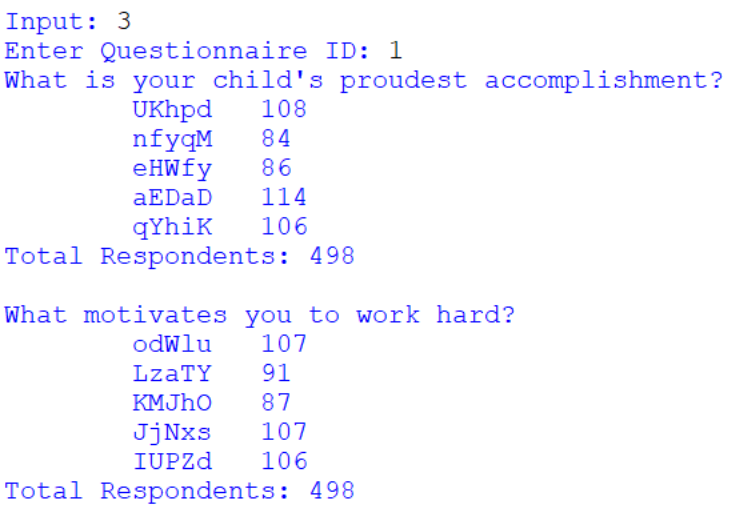 Input: 3
Enter Questionnaire ID: 1
What is your child's proudest accomplishment?
UKhpd 108
nfyqM 84
eHWfy 86
aEDaD 114
qYhiK 106
Total Respondents: 498
What motivates you to work hard?
odWlu 107
LzaTY 91
KMJhO 87
JjNxs 107
IUPZd 106
Total Respondents: 498